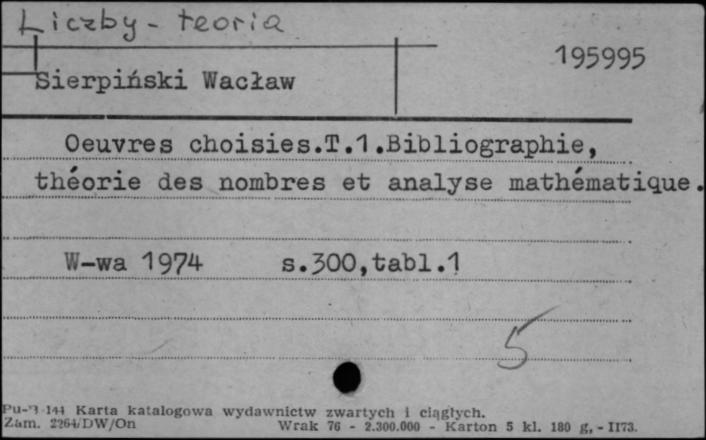 Liczby - teoria
195995
Sierpiński Wacław
Oeuvres choisies.T.1.Bibliographie,
théorie des nombres et analyse mathématique.
W-wa 1974 s.300,tabl.1
5
144 Karta katalogowa wydawnictw zwartych i ciągłych.
Zam. 2264/DW/On Wrak 76 - 2.300.000 - Karton 5 kl. 180 g, - II73.